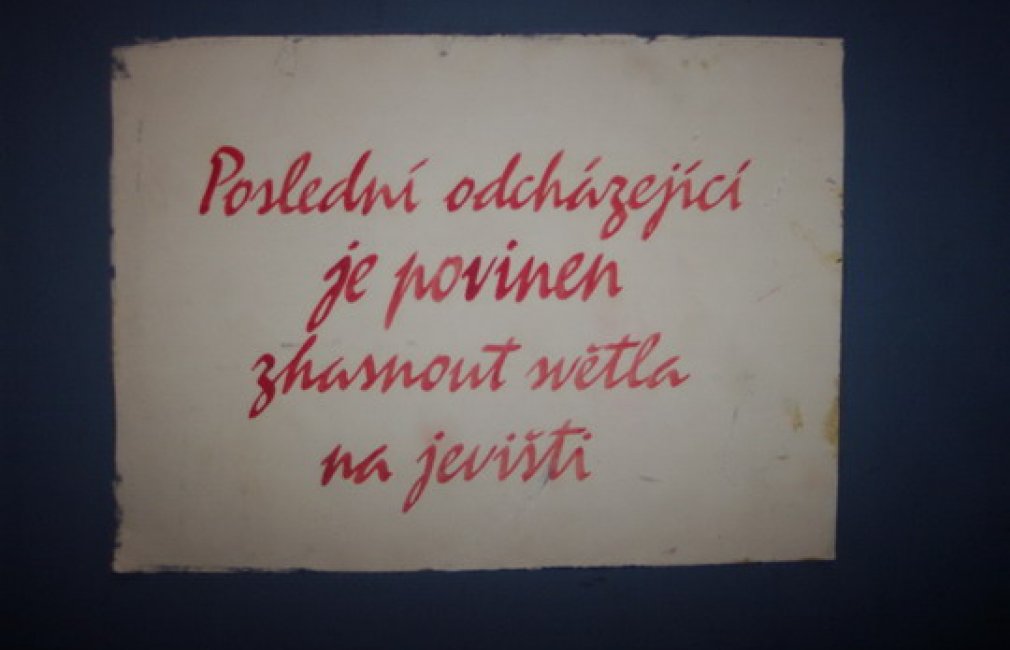 Poslední odcházející
je povinen
zhasnout světla
na jevišti